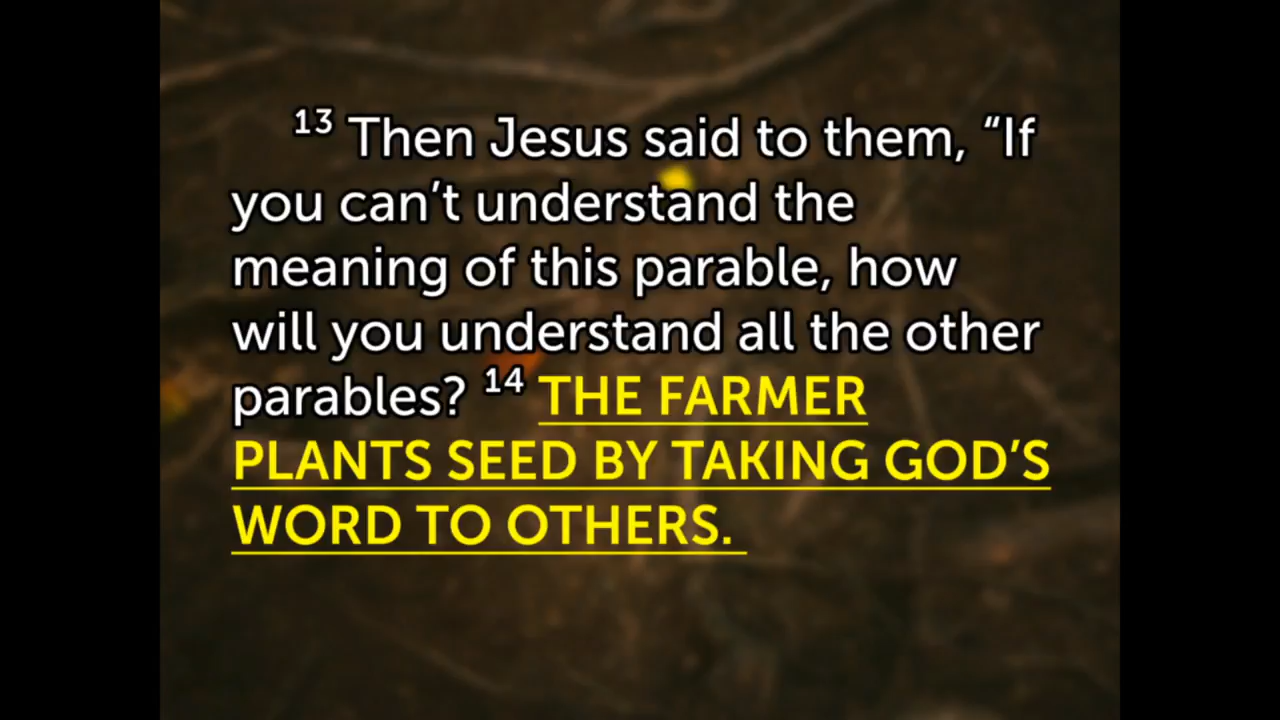 13 Then Jesus said to them, “If
you can’t understand the
meaning of this parable, how
will you understand all the other
parables? 14 THE FARMER
PLANTS SEED BY TAKING GOD’S
WORD TO OTHERS.